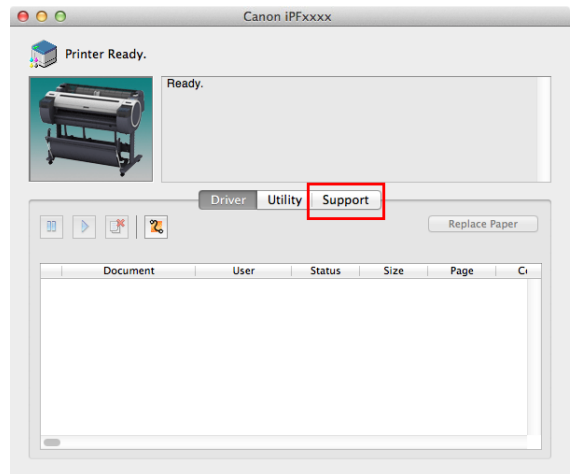 Canon iPFxxxx
Printer Ready.
Ready.
Driver Utility Support
Replace Paper
Document User Status Size Page